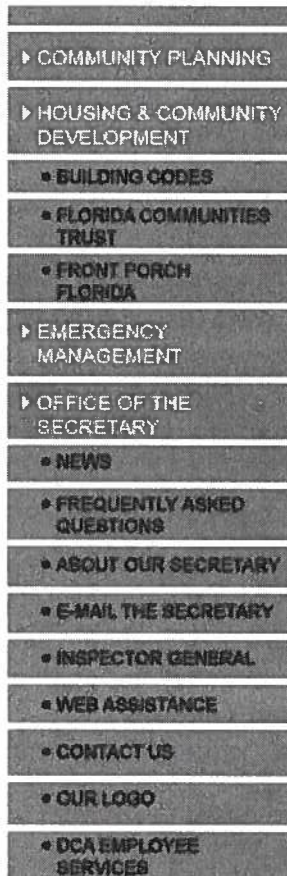 COMMUNITY PLANNING
HOUSING & COMMUNITY
DEVELOPMENT
• BUILDING CODES
• FLORIDA COMMUNITIES
TRUST
• FRONT PORCH
FLORIDA
EMERGENCY
MANAGEMENT
OFFICE OF THE
SECRETARY
• NEWS
• FREQUENTLY ASKED
QUESTIONS
• ABOUT OUR SECRETARY
• E-MAIL THE SECRETARY
• INSPECTOR GENERAL
• WEB ASSISTANCE
• CONTACT US
• OUR LOGO
• DCA EMPLOYEE
SERVICES